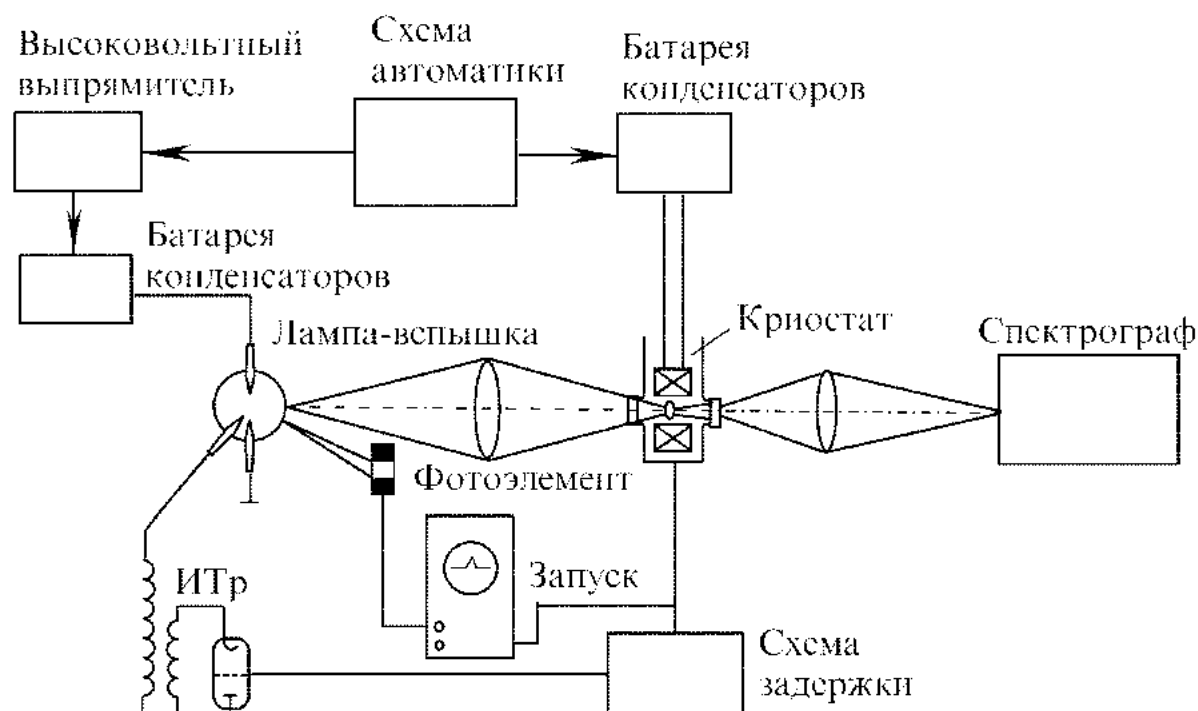 Высоковольтный
выпрямитель
Схема
автоматики
Батарея
конденсаторов
Батарея
конденсаторов
Лампа-вспышка
Криостат
Спектрограф
Фотоэлемент
ИТр
Запуск
Схема
задержки